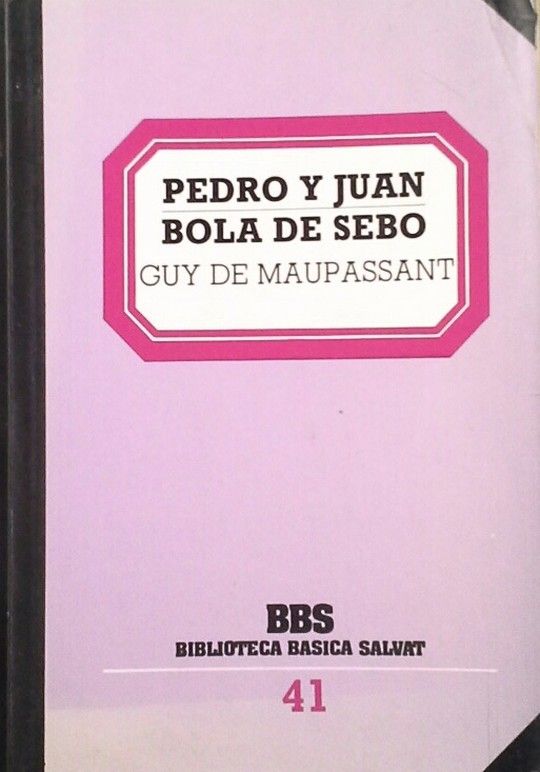 PEDRO Y JUAN
BOLA DE SEBO
GUY DE MAUPASSANT
BBS
BIBLIOTECA BASICA SALVAT
41